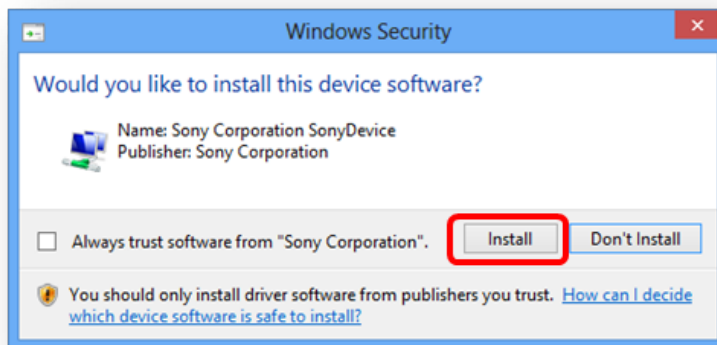 Windows Security
Would you like to install this device software?
Name: Sony Corporation SonyDevice
Publisher: Sony Corporation
Always trust software from "Sony Corporation".
Install
Don't Install
You should only install driver software from publishers you trust. How can I decide
which device software is safe to install?